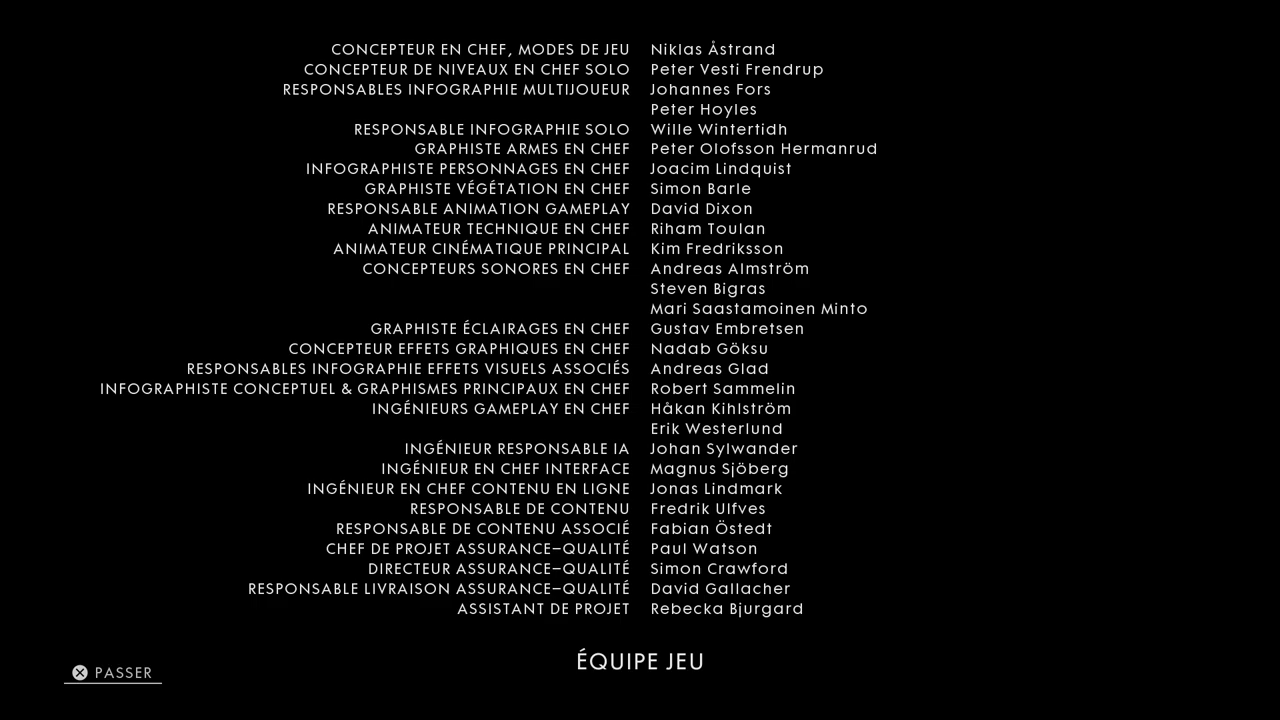 CONCEPTEUR EN CHEF, MODES DE JEU Niklas Åstrand
CONCEPTEUR DE NIVEAUX EN CHEF SOLO Peter Vesti Frendrup
RESPONSABLES INFOGRAPHIE MULTIJOUEUR Johannes Fors
Peter Hoyles
RESPONSABLE INFOGRAPHIE SOLO Wille Wintertidh
GRAPHISTE ARMES EN CHEF Peter Olofsson Hermanrud
INFOGRAPHISTE PERSONNAGES EN CHEF Joacim Lindquist
GRAPHISTE VÉGÉTATION EN CHEF Simon Barle
RESPONSABLE ANIMATION GAMEPLAY David Dixon
ANIMATEUR TECHNIQUE EN CHEF Riham Toulan
ANIMATEUR CINÉMATIQUE PRINCIPAL Kim Fredriksson
CONCEPTEURS SONORES EN CHEF Andreas Almström
Steven Bigras
Mari Saastamoinen Minto
GRAPHISTE ÉCLAIRAGES EN CHEF Gustav Embretsen
CONCEPTEUR EFFETS GRAPHIQUES EN CHEF Nadab Göksu
RESPONSABLES INFOGRAPHIE EFFETS VISUELS ASSOCIÉS Andreas Glad
INFOGRAPHISTE CONCEPTUEL & GRAPHISMES PRINCIPAUX EN CHEF Robert Sammelin
INGÉNIEURS GAMEPLAY EN CHEF Håkan Kihlström
Erik Westerlund
INGÉNIEUR RESPONSABLE IA Johan Sylwander
INGÉNIEUR EN CHEF INTERFACE Magnus Sjöberg
INGÉNIEUR EN CHEF CONTENU EN LIGNE Jonas Lindmark
RESPONSABLE DE CONTENU Fredrik Ulfves
RESPONSABLE DE CONTENU ASSOCIÉ Fabian Östedt
CHEF DE PROJET ASSURANCE–QUALITÉ Paul Watson
DIRECTEUR ASSURANCE–QUALITÉ Simon Crawford
RESPONSABLE LIVRAISON ASSURANCE–QUALITÉ David Gallacher
ASSISTANT DE PROJET Rebecka Bjurgard
ÉQUIPE JEU
PASSER